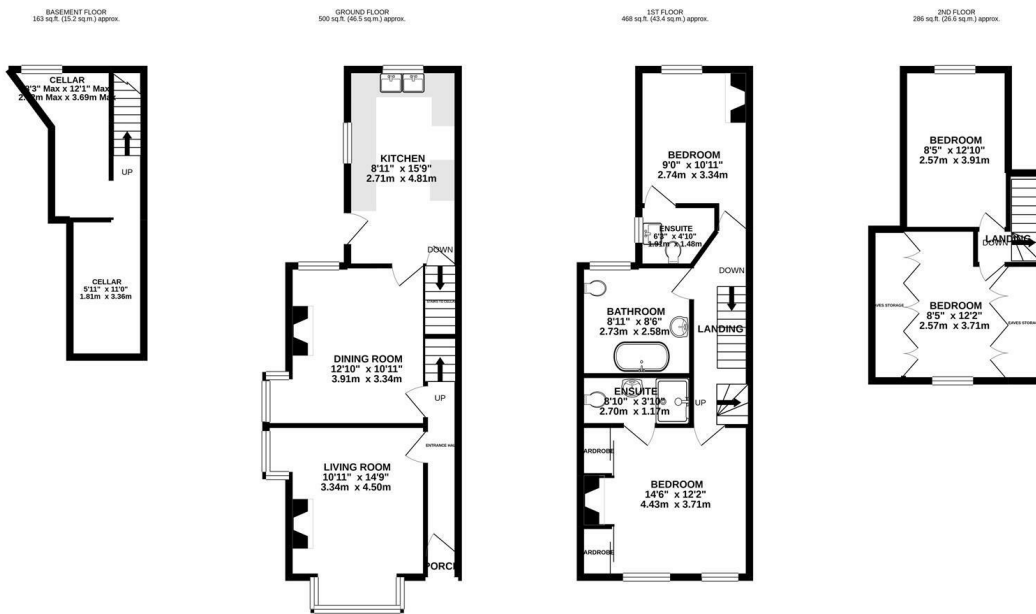 BASEMENT FLOOR
163 sq.ft. (15.2 sq.m.) approx.
CELLAR
Max x 12'1" Max
Max x 3.69m Max
UP
CELLAR
5'11" x 11'0"
1.81m x 3.36m
GROUND FLOOR
500 sq.ft. (46.5 sq.m.) approx.
KITCHEN
8'11" x 15'9"
2.71m x 4.81m
DOWN
STAIRS TO CELLAR
DINING ROOM
12'10" x 10'11"
3.91m x 3.34m
UP
ENTRANCE HALL
LIVING ROOM
10'11" x 14'9"
3.34m x 4.50m
PORCH
1ST FLOOR
468 sq.ft. (43.4 sq.m.) approx.
BEDROOM
9'0" x 10'11"
2.74m x 3.34m
ENSUITE
6'3" x 4'10"
1.91m x 1.48m
DOWN
BATHROOM
8'11" x 8'6"
2.73m x 2.58m
LANDING
ENSUITE
8'10" x 3'10"
2.70m x 1.17m
UP
WARDROBE
BEDROOM
14'6" x 12'2"
4.43m x 3.71m
WARDROBE
2ND FLOOR
286 sq.ft. (26.6 sq.m.) approx.
BEDROOM
8'5" x 12'10"
2.57m x 3.91m
LANDING
DOWN
EAVES STORAGE
BEDROOM
8'5" x 12'2"
2.57m x 3.71m
EAVES STORAGE